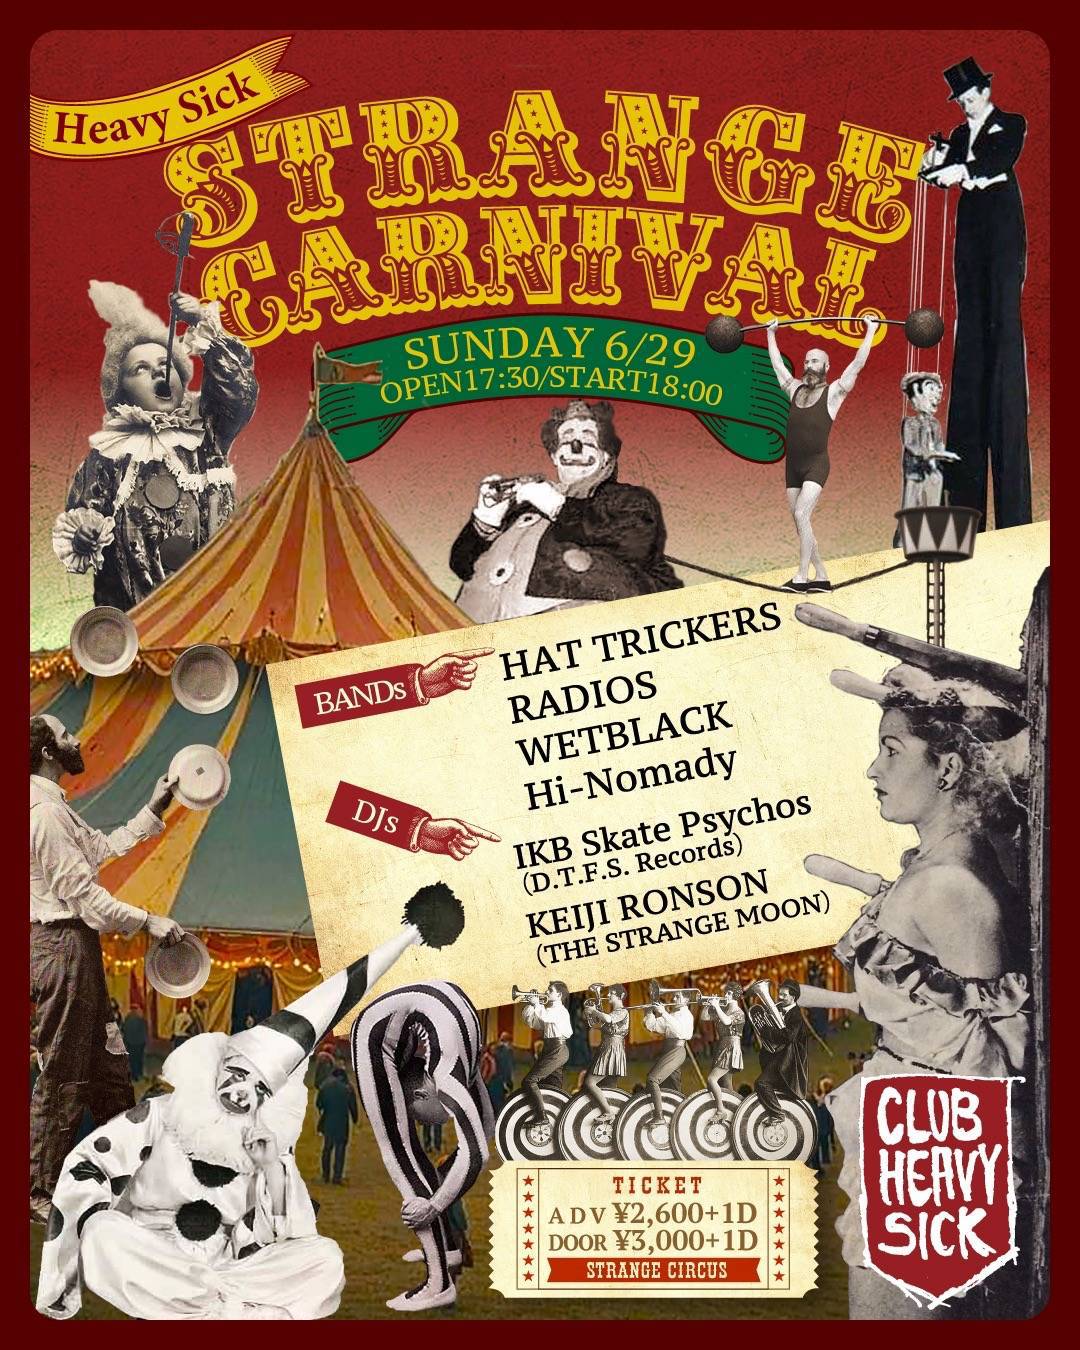 Heavy Sick
STRANGE
CARNIVAL
SUNDAY 6/29
OPEN17:30/START18:00
BANDs
HAT TRICKERS
RADIOS
WETBLACK
Hi-Nomady
DJs
IKB Skate Psychos
(D.T.F.S. Records)
KEIJI RONSON
(THE STRANGE MOON)
TICKET
ADV ¥2,600+1D
DOOR ¥3,000+1D
STRANGE CIRCUS
CLUB
HEAVY
SICK